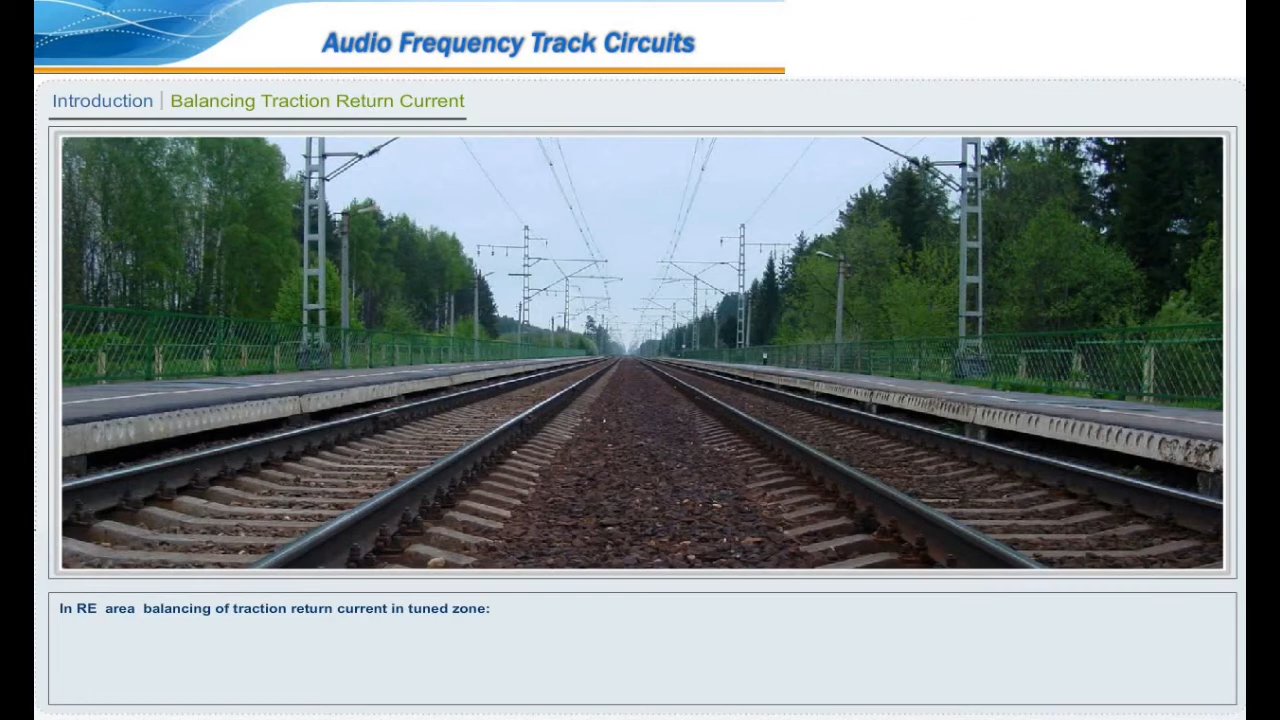 Audio Frequency Track Circuits
Introduction | Balancing Traction Return Current
In RE area balancing of traction return current in tuned zone: